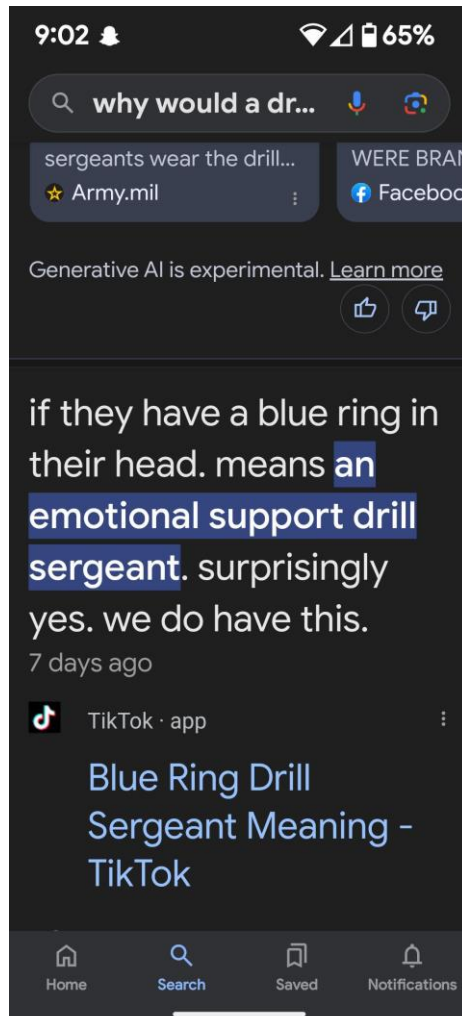 9:02 65%
why would a dr...
sergeants wear the drill... WERE BRAN
Army.mil Faceboo
Generative AI is experimental. Learn more
if they have a blue ring in
their head. means an
emotional support drill
sergeant. surprisingly
yes. we do have this.
7 days ago
TikTok · app
Blue Ring Drill
Sergeant Meaning -
TikTok
Home Search Saved Notifications